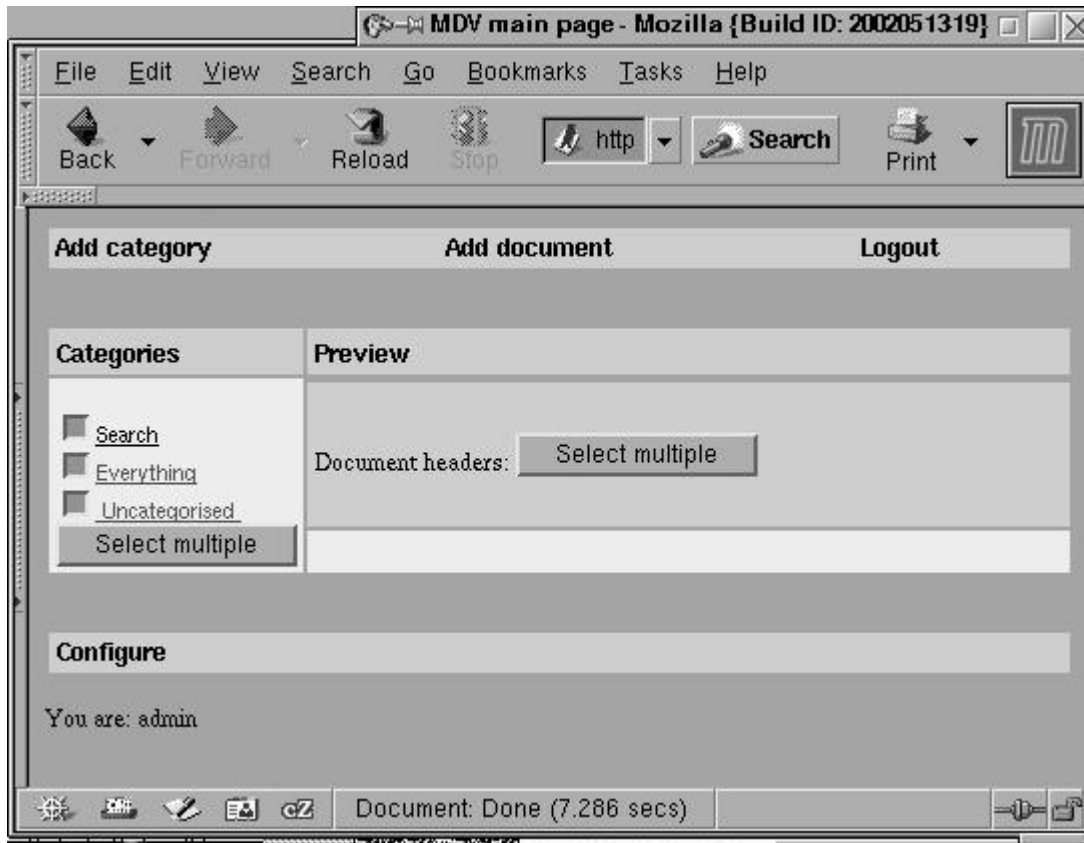 MDV main page - Mozilla {Build ID: 2002051319}
File Edit View Search Go Bookmarks Tasks Help
Back Forward Reload Stop http Search Print
Add category Add document Logout
Categories Preview
Search
Everything
Uncategorised
Select multiple
Document headers: Select multiple
Configure
You are: admin
Document: Done (7.286 secs)